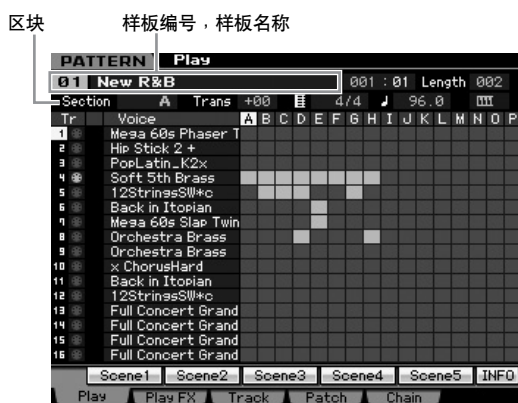 区块 样板编号，样板名称
PATTERN Play
01 New R&B 001 : 01 Length 002
Section A Trans +00 4/4 ♩ 96.0
Tr Voice A B C D E F G H I J K L M N O P
1 Mega 60s Phaser T
2 Hip Stick 2 +
3 PopLatin_K2x
4 Soft 5th Brass
5 12StringsSW*c
6 Back in Itopian
7 Mega 60s Slap Twin
8 Orchestra Brass
9 Orchestra Brass
10 x ChorusHard
11 Back in Itopian
12 12StringsSW*c
13 Full Concert Grand
14 Full Concert Grand
15 Full Concert Grand
16 Full Concert Grand
Scene1 Scene2 Scene3 Scene4 Scene5 INFO
Play Play FX Track Patch Chain